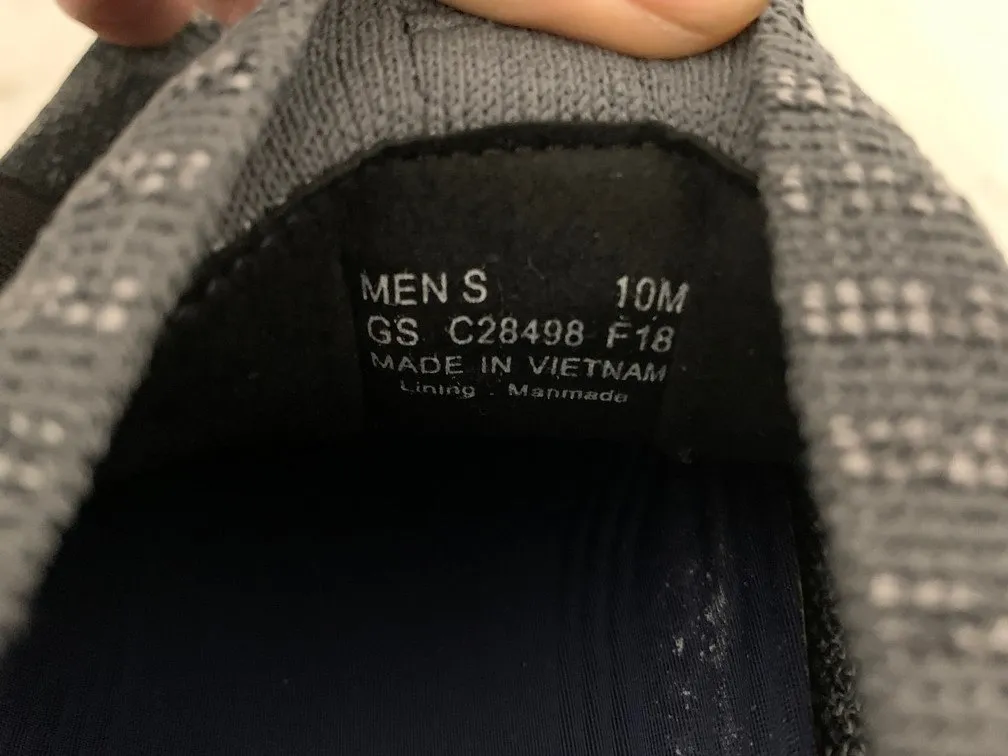 MEN S 10M
GS C28498 F18
MADE IN VIETNAM
Lining . Manmade